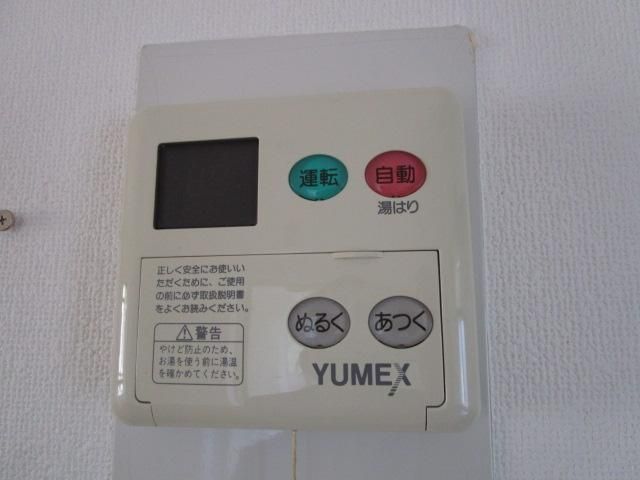 運転
自動
湯はり
正しく安全にお使いい
ただくために、ご使用
の前に必ず取扱説明書
をよくお読みください。
警告
やけど防止のため、
お湯を使う前に湯温
を確かめてください。
ぬるく
あつく
YUMEX